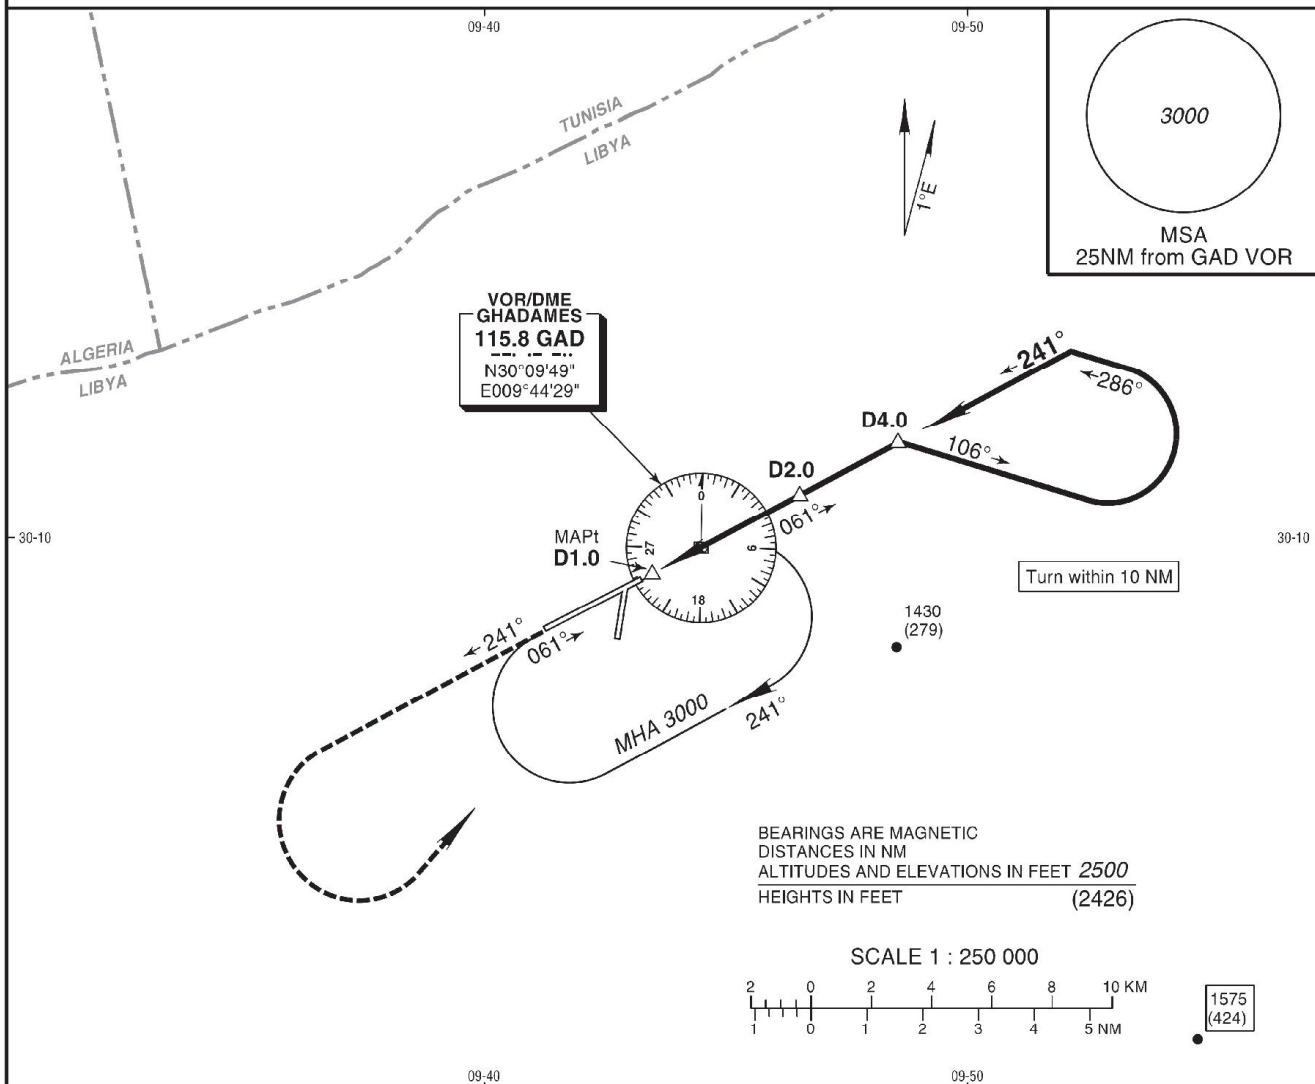 09-40
09-50
3000
MSA
25NM from GAD VOR
TUNISIA
LIBYA
1°E
VOR/DME
GHADAMES
115.8 GAD
N30°09'49"
E009°44'29"
ALGERIA
LIBYA
241°
286°
D4.0
106°
D2.0
061°
0
6
18
27
MAPt
D1.0
30-10
30-10
Turn within 10 NM
1430
(279)
241°
061°
MHA 3000
241°
BEARINGS ARE MAGNETIC
DISTANCES IN NM
ALTITUDES AND ELEVATIONS IN FEET 2500
HEIGHTS IN FEET (2426)
SCALE 1 : 250 000
2 0 2 4 6 8 10 KM
1 0 1 2 3 4 5 NM
1575
(424)
09-40
09-50